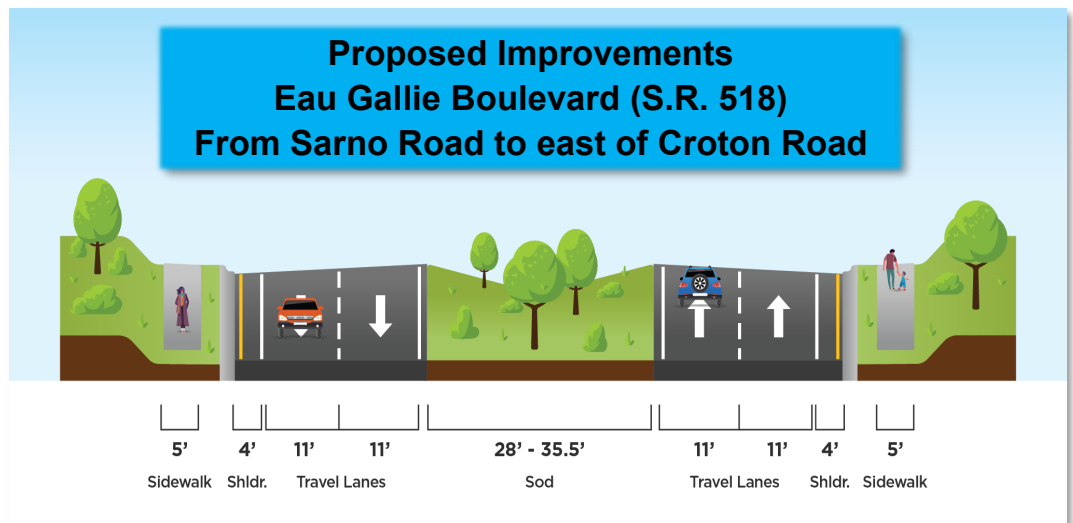 Proposed Improvements
Eau Gallie Boulevard (S.R. 518)
From Sarno Road to east of Croton Road
5’ 4’ 11’ 11’ 28’ - 35.5’ 11’ 11’ 4’ 5’
Sidewalk Shldr. Travel Lanes Sod Travel Lanes Shldr. Sidewalk